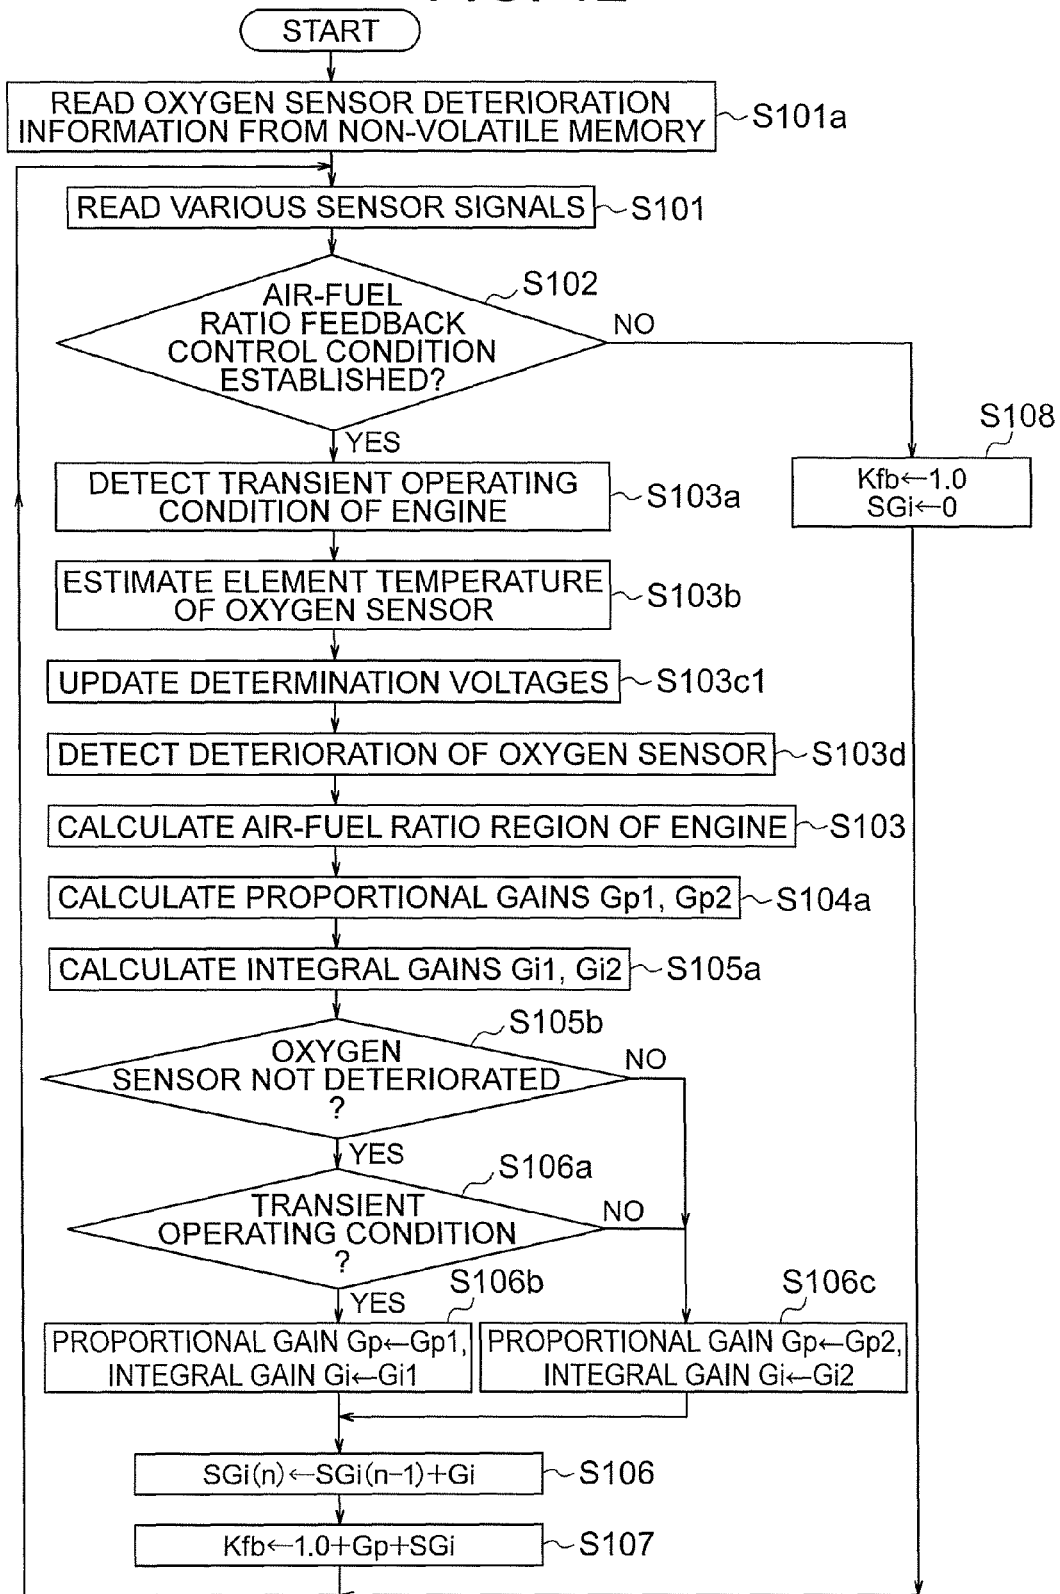 START
READ OXYGEN SENSOR DETERIORATION
INFORMATION FROM NON-VOLATILE MEMORY
S101a
READ VARIOUS SENSOR SIGNALS
S101
S102
AIR-FUEL
RATIO FEEDBACK
CONTROL CONDITION
ESTABLISHED?
NO
YES
S108
Kfb←1.0
SGi←0
DETECT TRANSIENT OPERATING
CONDITION OF ENGINE
S103a
ESTIMATE ELEMENT TEMPERATURE
OF OXYGEN SENSOR
S103b
UPDATE DETERMINATION VOLTAGES
S103c1
DETECT DETERIORATION OF OXYGEN SENSOR
S103d
CALCULATE AIR-FUEL RATIO REGION OF ENGINE
S103
CALCULATE PROPORTIONAL GAINS Gp1, Gp2
S104a
CALCULATE INTEGRAL GAINS Gi1, Gi2
S105a
S105b
OXYGEN
SENSOR NOT DETERIORATED
?
NO
YES
S106a
TRANSIENT
OPERATING CONDITION
?
NO
YES
S106b
PROPORTIONAL GAIN Gp←Gp1,
INTEGRAL GAIN Gi←Gi1
S106c
PROPORTIONAL GAIN Gp←Gp2,
INTEGRAL GAIN Gi←Gi2
SGi(n)←SGi(n-1)+Gi
S106
Kfb←1.0+Gp+SGi
S107